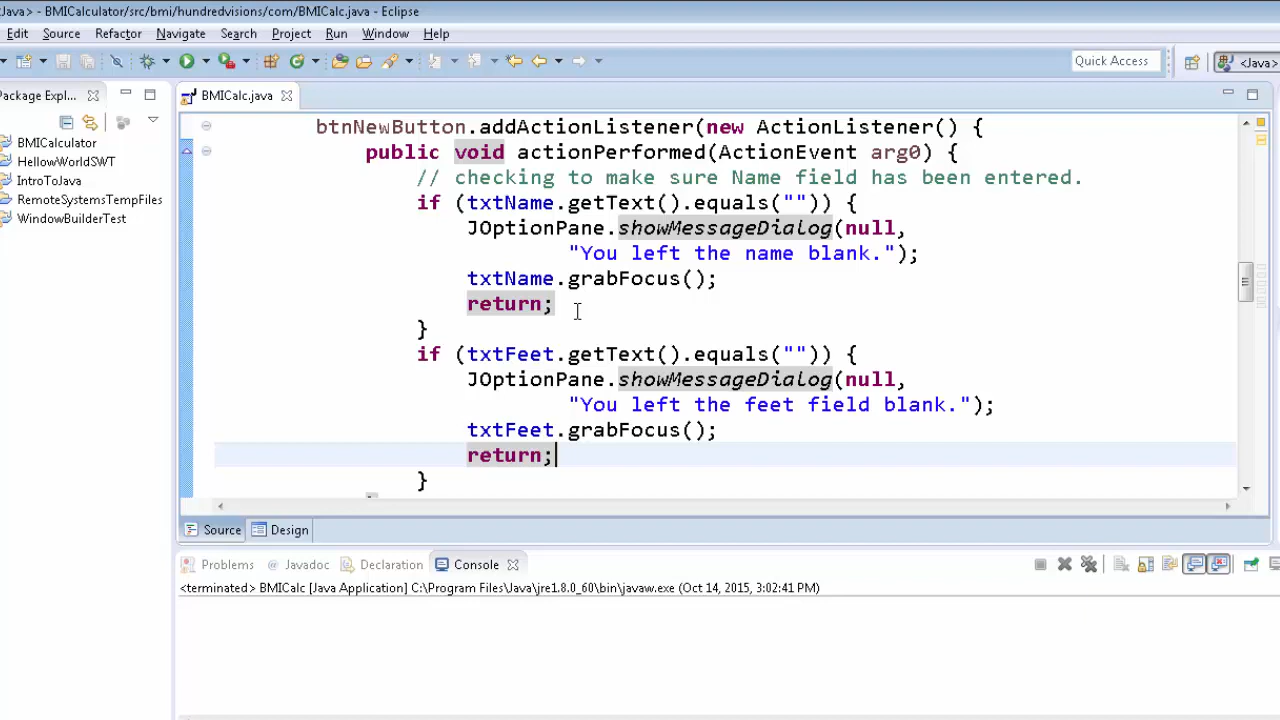 Java> - BMICalculator/src/bmi/hundredvisions/com/BMICalc.java - Eclipse
Edit Source Refactor Navigate Search Project Run Window Help
Quick Access <Java>
Package Expl... BMICalc.java
BMICalculator
HellowWorldSWT
IntroToJava
RemoteSystemsTempFiles
WindowBuilderTest
btnNewButton.addActionListener(new ActionListener() {
public void actionPerformed(ActionEvent arg0) {
// checking to make sure Name field has been entered.
if (txtName.getText().equals("")) {
JOptionPane.showMessageDialog(null,
"You left the name blank.");
txtName.grabFocus();
return;
}
if (txtFeet.getText().equals("")) {
JOptionPane.showMessageDialog(null,
"You left the feet field blank.");
txtFeet.grabFocus();
return;
}
Source Design
Problems @ Javadoc Declaration Console
<terminated> BMICalc [Java Application] C:\Program Files\Java\jre1.8.0_60\bin\javaw.exe (Oct 14, 2015, 3:02:41 PM)